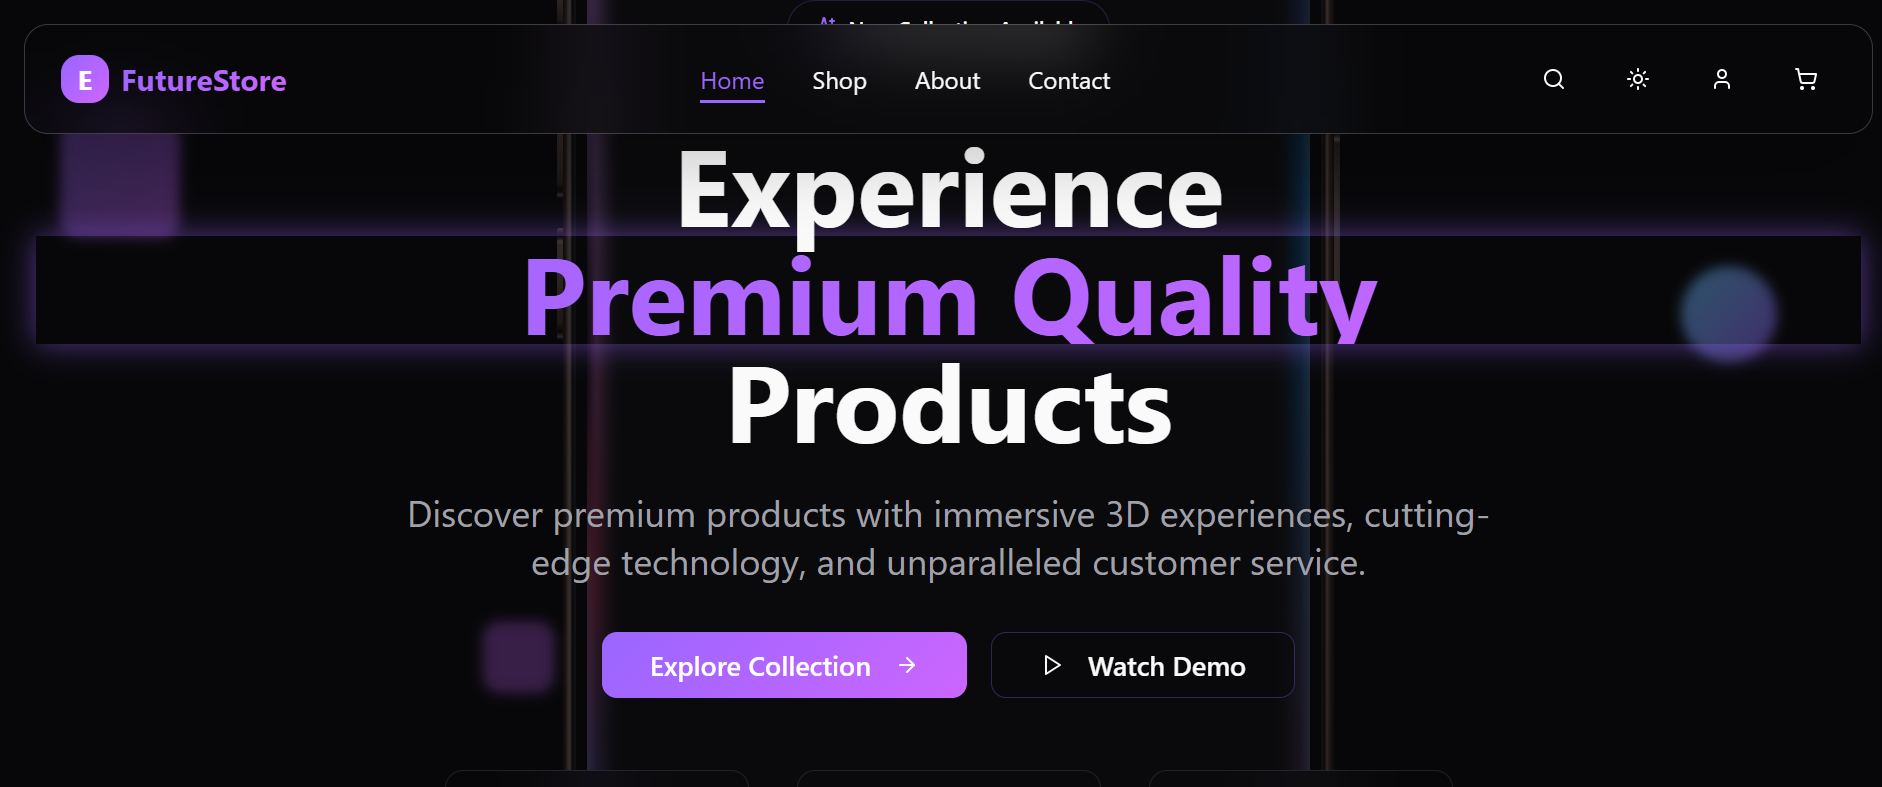 E FutureStore
Home Shop About Contact
Experience
Premium Quality
Products
Discover premium products with immersive 3D experiences, cutting-
edge technology, and unparalleled customer service.
Explore Collection
Watch Demo